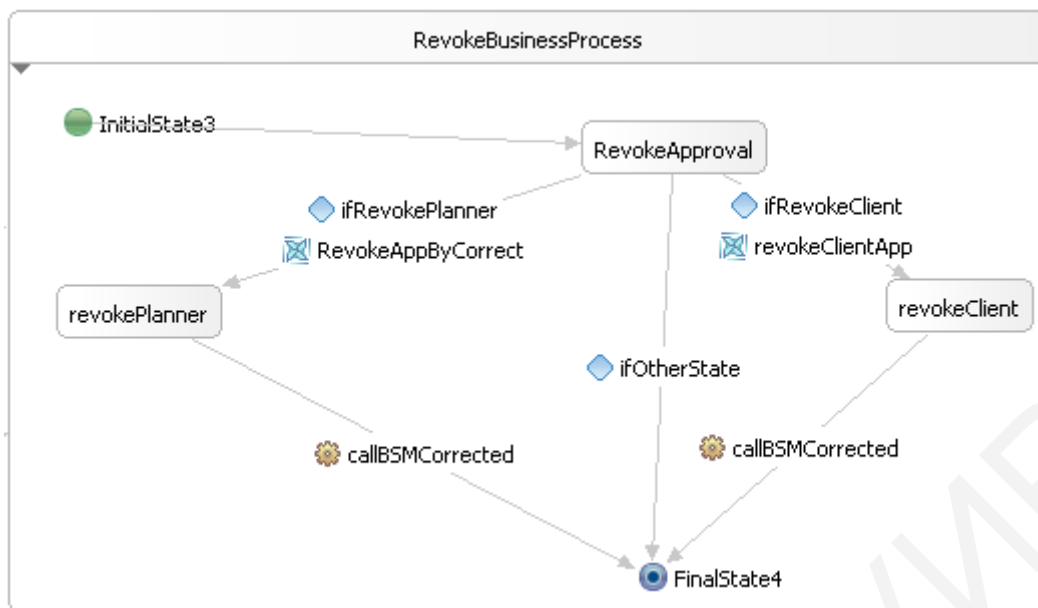 RevokeBusinessProcess
InitialState3
RevokeApproval
ifRevokePlanner
ifRevokeClient
RevokeAppByCorrect
revokeClientApp
revokePlanner
revokeClient
ifOtherState
callBSMCorrected
callBSMCorrected
FinalState4